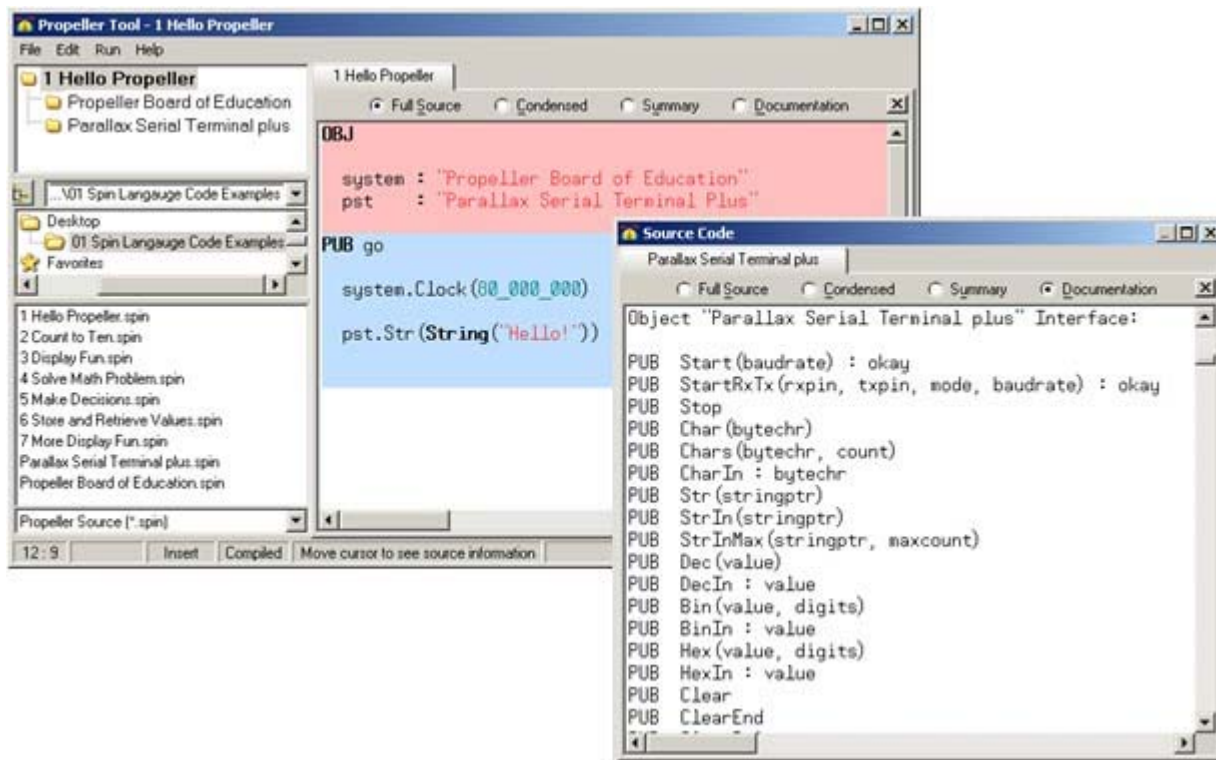 Propeller Tool - 1 Hello Propeller
File Edit Run Help
1 Hello Propeller
Propeller Board of Education
Parallax Serial Terminal plus
...\01 Spin Langauge Code Examples
Desktop
01 Spin Langauge Code Examples
Favorites
1 Hello Propeller.spin
2 Count to Ten.spin
3 Display Fun.spin
4 Solve Math Problem.spin
5 Make Decisions.spin
6 Store and Retrieve Values.spin
7 More Display Fun.spin
Parallax Serial Terminal plus.spin
Propeller Board of Education.spin
Propeller Source (*.spin)
12 : 9 Insert Compiled Move cursor to see source information
1 Hello Propeller
Full Source Condensed Summary Documentation
OBJ
system : "Propeller Board of Education"
pst : "Parallax Serial Terminal Plus"
PUB go
system.Clock(80_000_000)
pst.Str(String("Hello!"))
Source Code
Parallax Serial Terminal plus
Full Source Condensed Summary Documentation
Object "Parallax Serial Terminal plus" Interface:
PUB Start(baudrate) : okay
PUB StartRxTx(rxpin, txpin, mode, baudrate) : okay
PUB Stop
PUB Char(bytechr)
PUB Chars(bytechr, count)
PUB CharIn : bytechr
PUB Str(stringptr)
PUB StrIn(stringptr)
PUB StrInMax(stringptr, maxcount)
PUB Dec(value)
PUB DecIn : value
PUB Bin(value, digits)
PUB BinIn : value
PUB Hex(value, digits)
PUB HexIn : value
PUB Clear
PUB ClearEnd